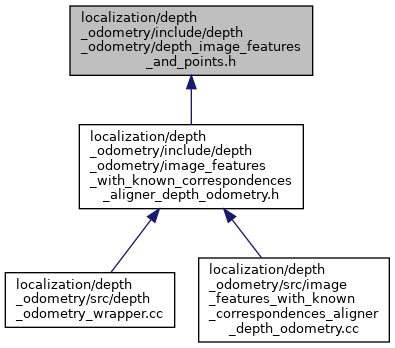 localization/depth
_odometry/include/depth
_odometry/depth_image_features
_and_points.h
localization/depth
_odometry/include/depth
_odometry/image_features
_with_known_correspondences
_aligner_depth_odometry.h
localization/depth
_odometry/src/depth
_odometry_wrapper.cc
localization/depth
_odometry/src/image
_features_with_known
_correspondences_aligner
_depth_odometry.cc